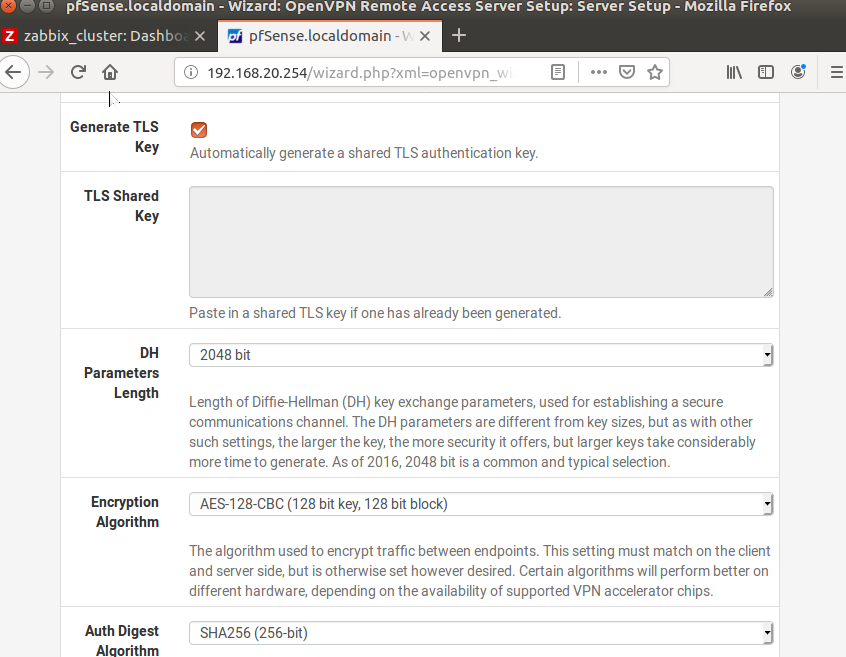 pfSense.localdomain - Wizard: OpenVPN Remote Access Server Setup: Server Setup - Mozilla Firefox
Z zabbix_cluster: Dashboa
pf pfSense.localdomain - W
192.168.20.254/wizard.php?xml=openvpn_wi
Generate TLS
Key
Automatically generate a shared TLS authentication key.
TLS Shared
Key
Paste in a shared TLS key if one has already been generated.
DH
Parameters
Length
2048 bit
Length of Diffie-Hellman (DH) key exchange parameters, used for establishing a secure
communications channel. The DH parameters are different from key sizes, but as with other
such settings, the larger the key, the more security it offers, but larger keys take considerably
more time to generate. As of 2016, 2048 bit is a common and typical selection.
Encryption
Algorithm
AES-128-CBC (128 bit key, 128 bit block)
The algorithm used to encrypt traffic between endpoints. This setting must match on the client
and server side, but is otherwise set however desired. Certain algorithms will perform better on
different hardware, depending on the availability of supported VPN accelerator chips.
Auth Digest
Algorithm
SHA256 (256-bit)